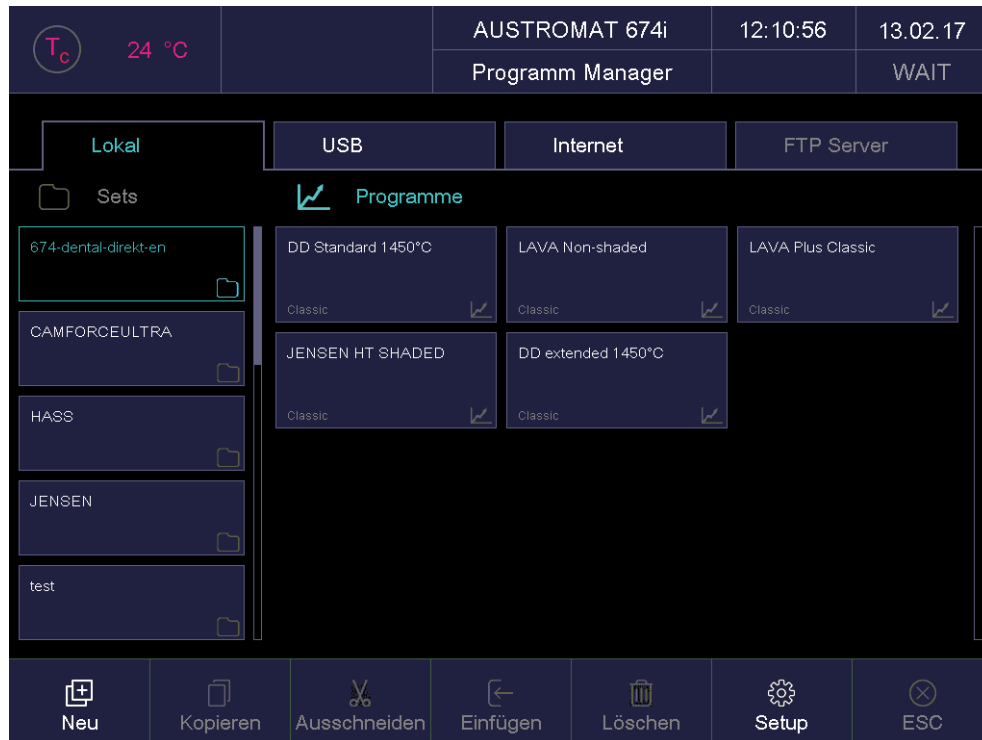 Tc 24 °C AUSTROMAT 674i 12:10:56 13.02.17
Programm Manager WAIT
Lokal USB Internet FTP Server
Sets Programme
674-dental-direkt-en
DD Standard 1450°C LAVA Non-shaded LAVA Plus Classic
Classic Classic Classic
CAMFORCEULTRA
JENSEN HT SHADED DD extended 1450°C
Classic Classic
HASS
JENSEN
test
Neu Kopieren Ausschneiden Einfügen Löschen Setup ESC